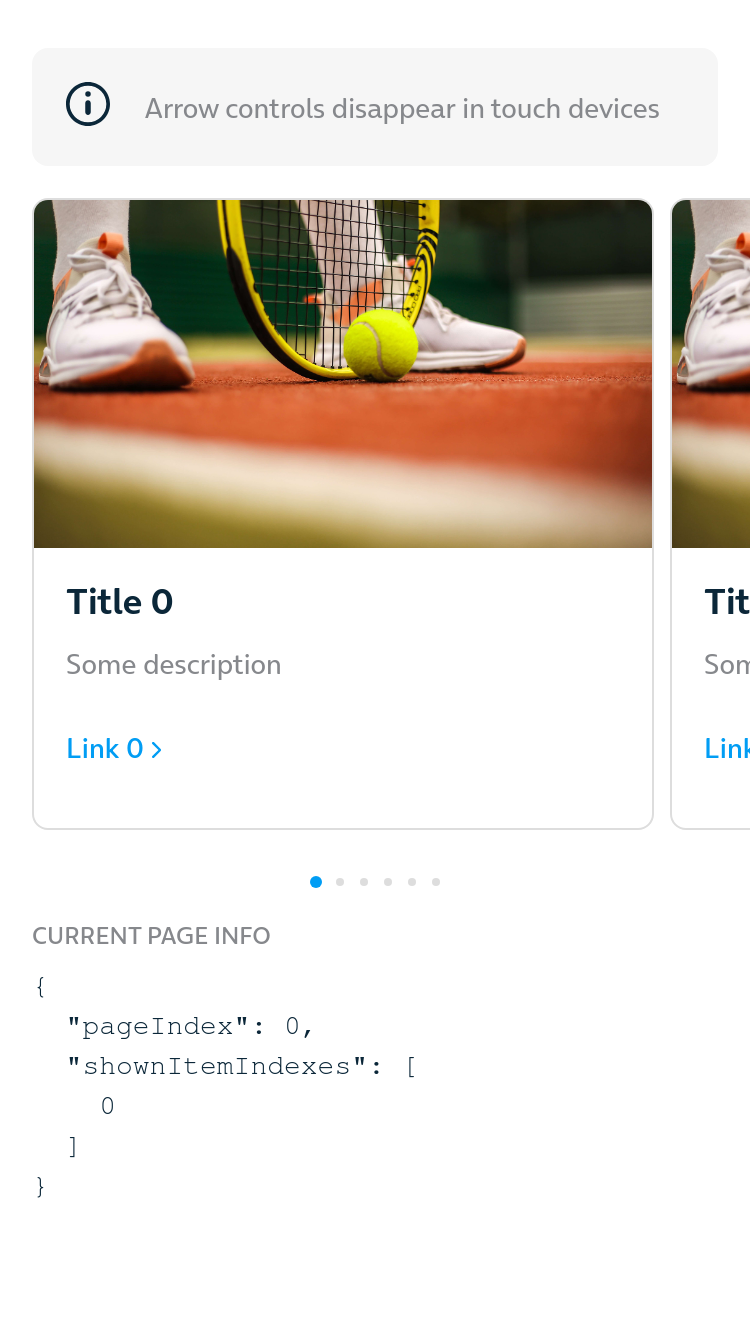 Arrow controls disappear in touch devices
Title 0
Some description
Link 0
Tit
Som
Link
CURRENT PAGE INFO
{
"pageIndex": 0,
"shownItemIndexes": [
0
]
}